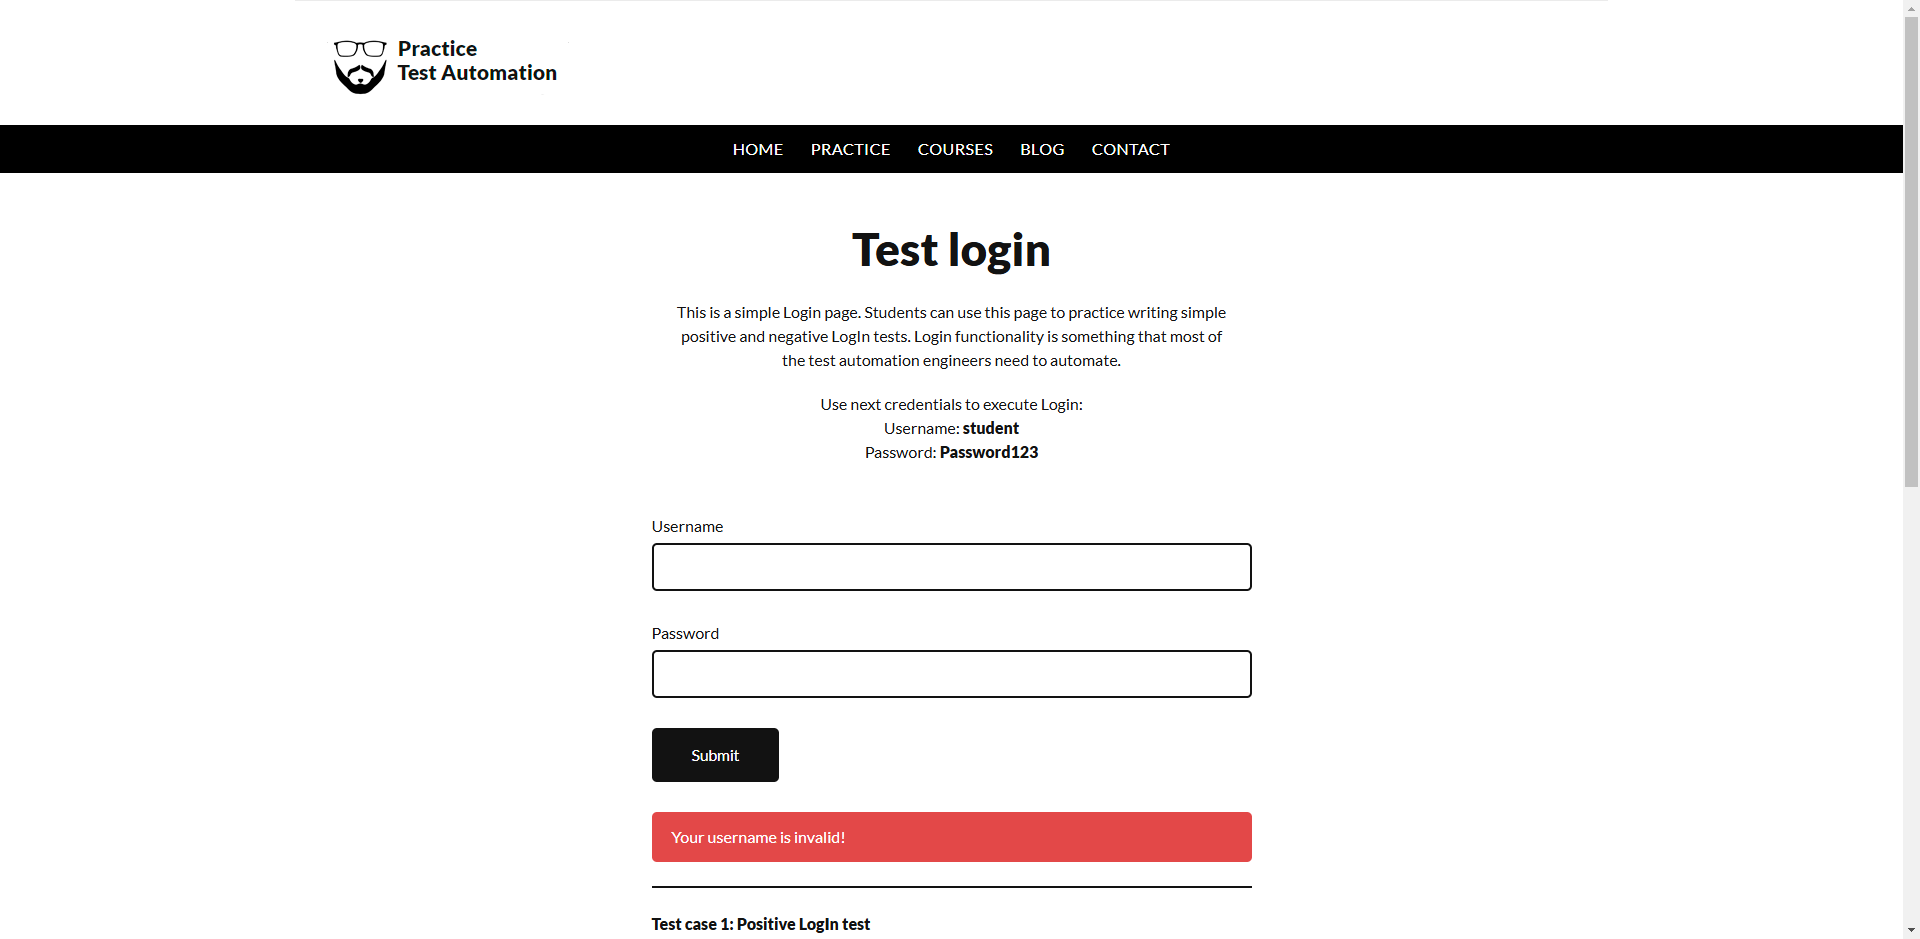 Practice
Test Automation
HOME PRACTICE COURSES BLOG CONTACT
Test login
This is a simple Login page. Students can use this page to practice writing simple
positive and negative LogIn tests. Login functionality is something that most of
the test automation engineers need to automate.
Use next credentials to execute Login:
Username: student
Password: Password123
Username
Password
Submit
Your username is invalid!
Test case 1: Positive LogIn test